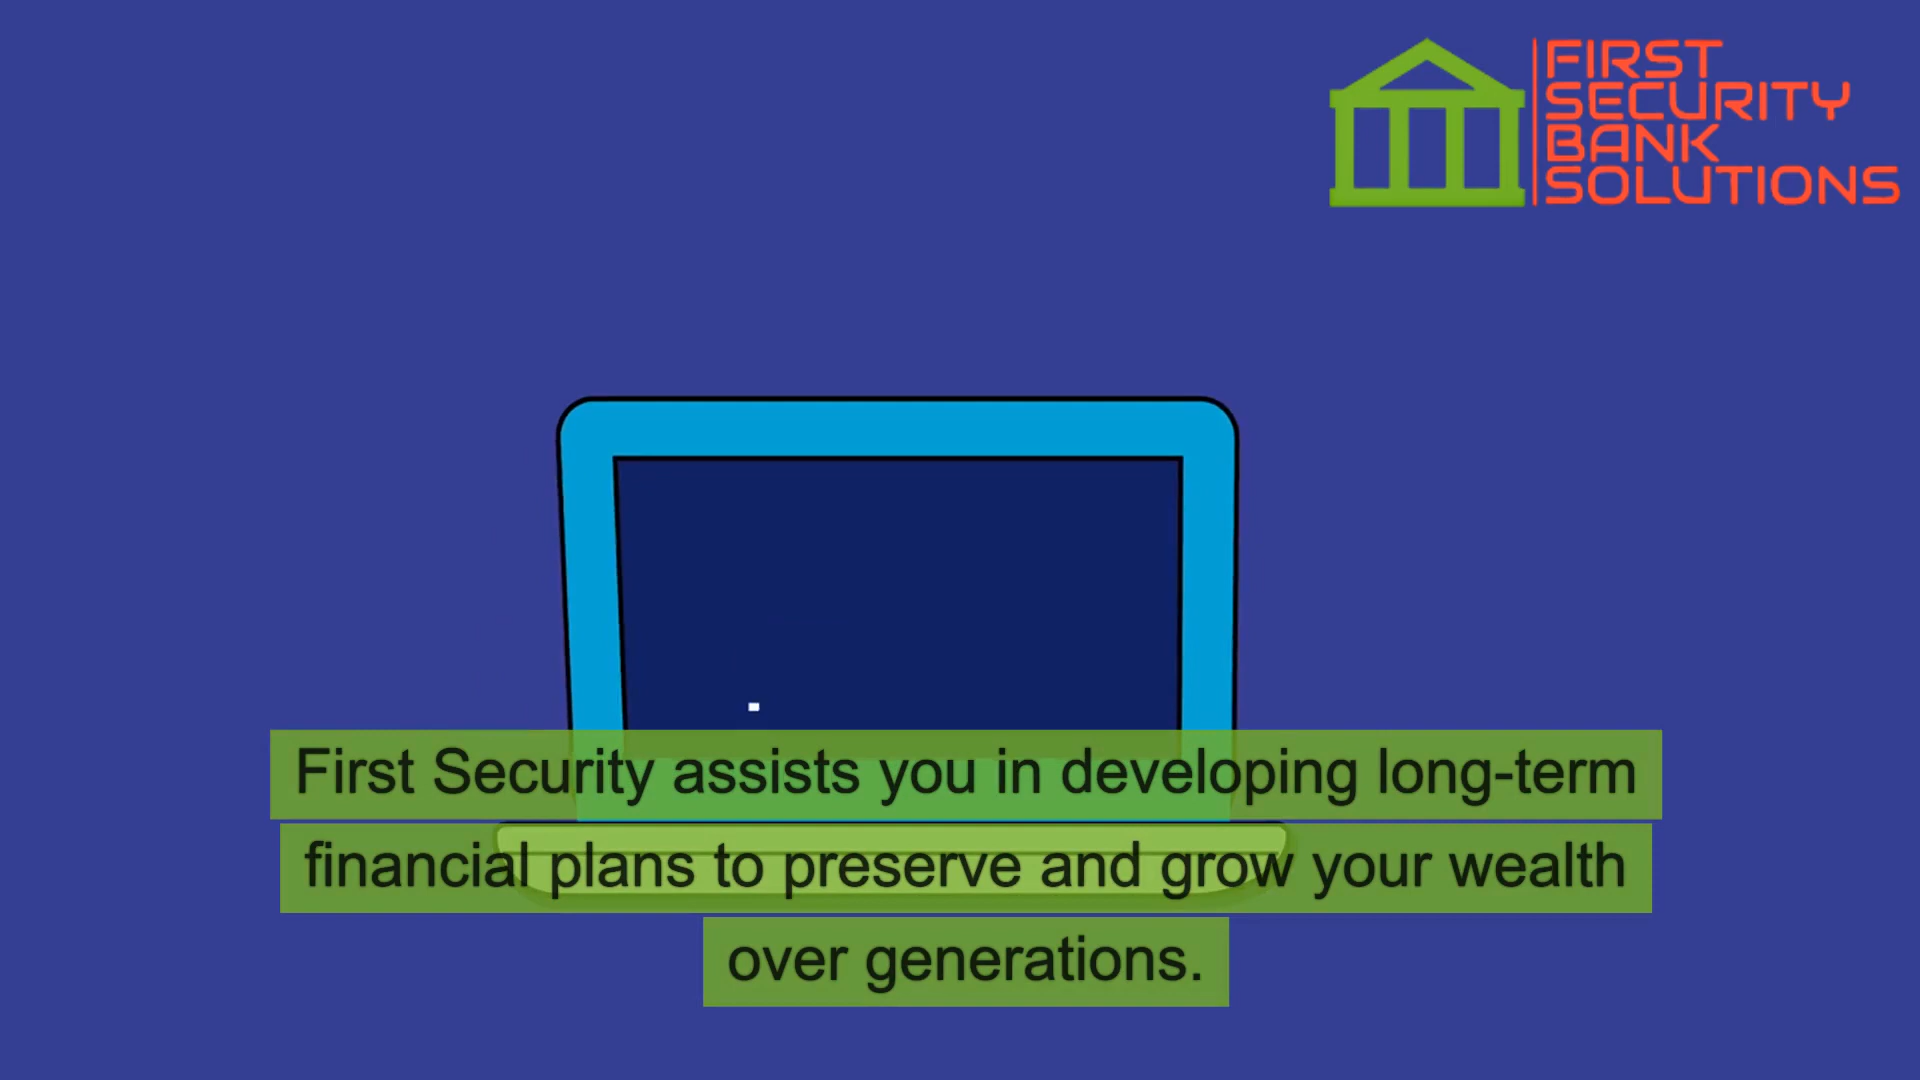 FIRST
SECURITY
BANK
SOLUTIONS
First Security assists you in developing long-term
financial plans to preserve and grow your wealth
over generations.